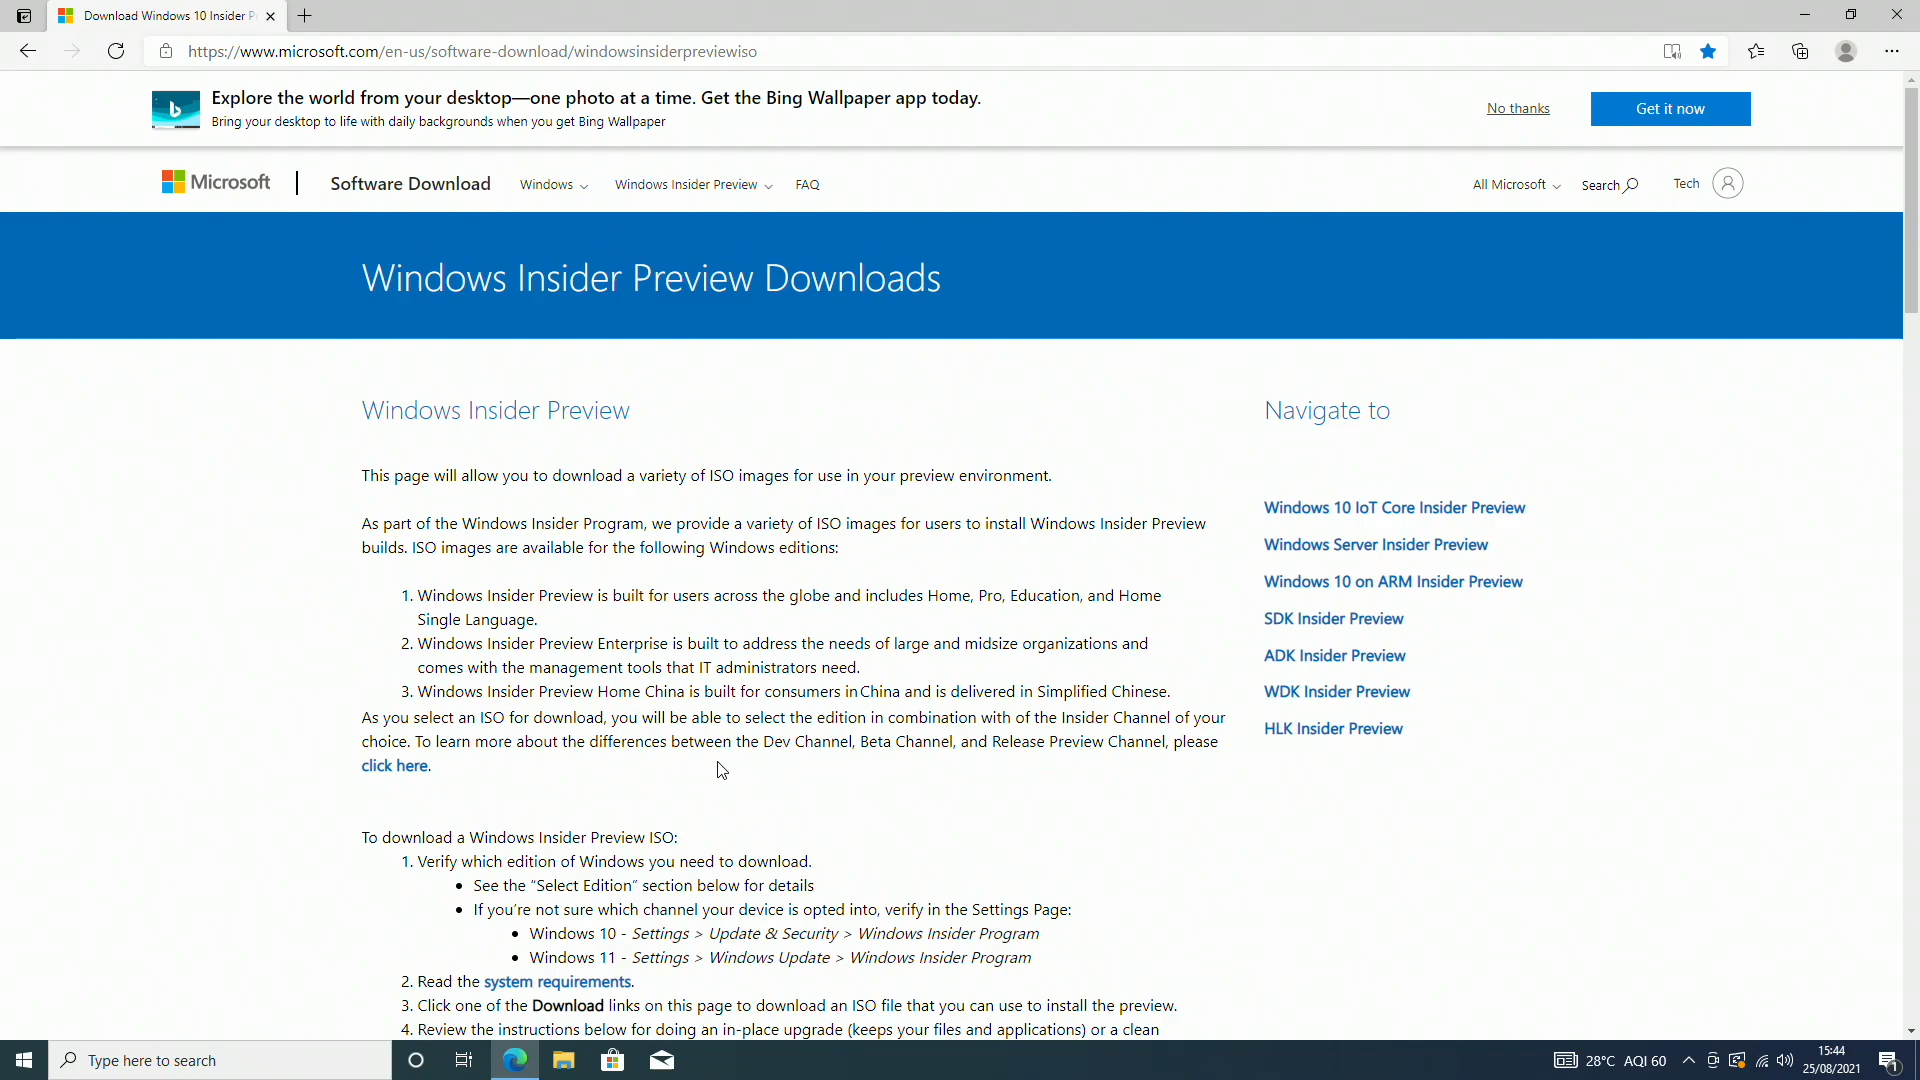 Download Windows 10 Insider P
https://www.microsoft.com/en-us/software-download/windowsinsiderpreviewiso
Explore the world from your desktop—one photo at a time. Get the Bing Wallpaper app today.
Bring your desktop to life with daily backgrounds when you get Bing Wallpaper
No thanks
Get it now
Microsoft
Software Download
Windows
Windows Insider Preview
FAQ
All Microsoft
Search
Tech
Windows Insider Preview Downloads
Windows Insider Preview
Navigate to
This page will allow you to download a variety of ISO images for use in your preview environment.
As part of the Windows Insider Program, we provide a variety of ISO images for users to install Windows Insider Preview
builds. ISO images are available for the following Windows editions:
1. Windows Insider Preview is built for users across the globe and includes Home, Pro, Education, and Home
Single Language.
2. Windows Insider Preview Enterprise is built to address the needs of large and midsize organizations and
comes with the management tools that IT administrators need.
3. Windows Insider Preview Home China is built for consumers in China and is delivered in Simplified Chinese.
As you select an ISO for download, you will be able to select the edition in combination with of the Insider Channel of your
choice. To learn more about the differences between the Dev Channel, Beta Channel, and Release Preview Channel, please
click here.
Windows 10 IoT Core Insider Preview
Windows Server Insider Preview
Windows 10 on ARM Insider Preview
SDK Insider Preview
ADK Insider Preview
WDK Insider Preview
HLK Insider Preview
To download a Windows Insider Preview ISO:
1. Verify which edition of Windows you need to download.
• See the "Select Edition" section below for details
• If you're not sure which channel your device is opted into, verify in the Settings Page:
• Windows 10 - Settings > Update & Security > Windows Insider Program
• Windows 11 - Settings > Windows Update > Windows Insider Program
2. Read the system requirements.
3. Click one of the Download links on this page to download an ISO file that you can use to install the preview.
4. Review the instructions below for doing an in-place upgrade (keeps your files and applications) or a clean
Type here to search
28°C AQI 60
15:44
25/08/2021
1